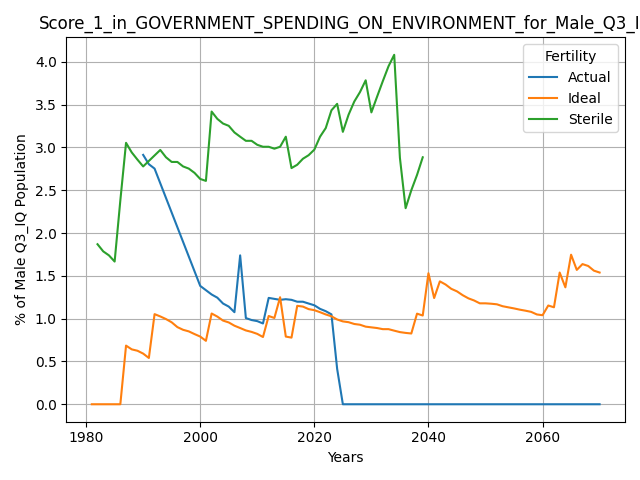 Score_1_in_GOVERNMENT_SPENDING_ON_ENVIRONMENT_for_Male_Q3_I
Fertility
Actual
Ideal
Sterile
% of Male Q3_IQ Population
4.0
3.5
3.0
2.5
2.0
1.5
1.0
0.5
0.0
1980 2000 2020 2040 2060
Years